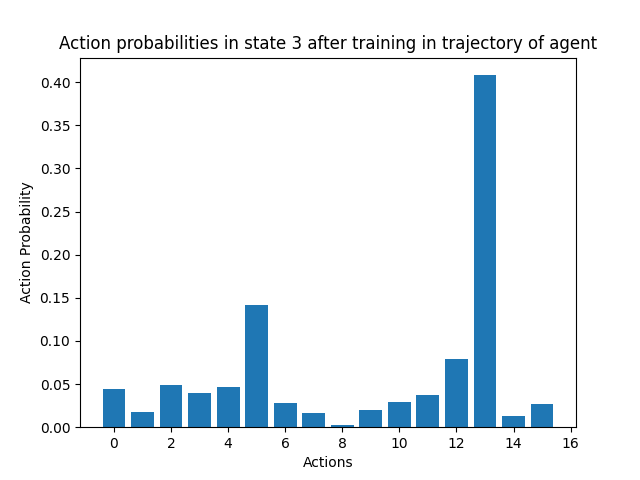 Action probabilities in state 3 after training in trajectory of agent
0.40
0.35
0.30
0.25
0.20
0.15
0.10
0.05
0.00
Action Probability
0 2 4 6 8 10 12 14 16
Actions